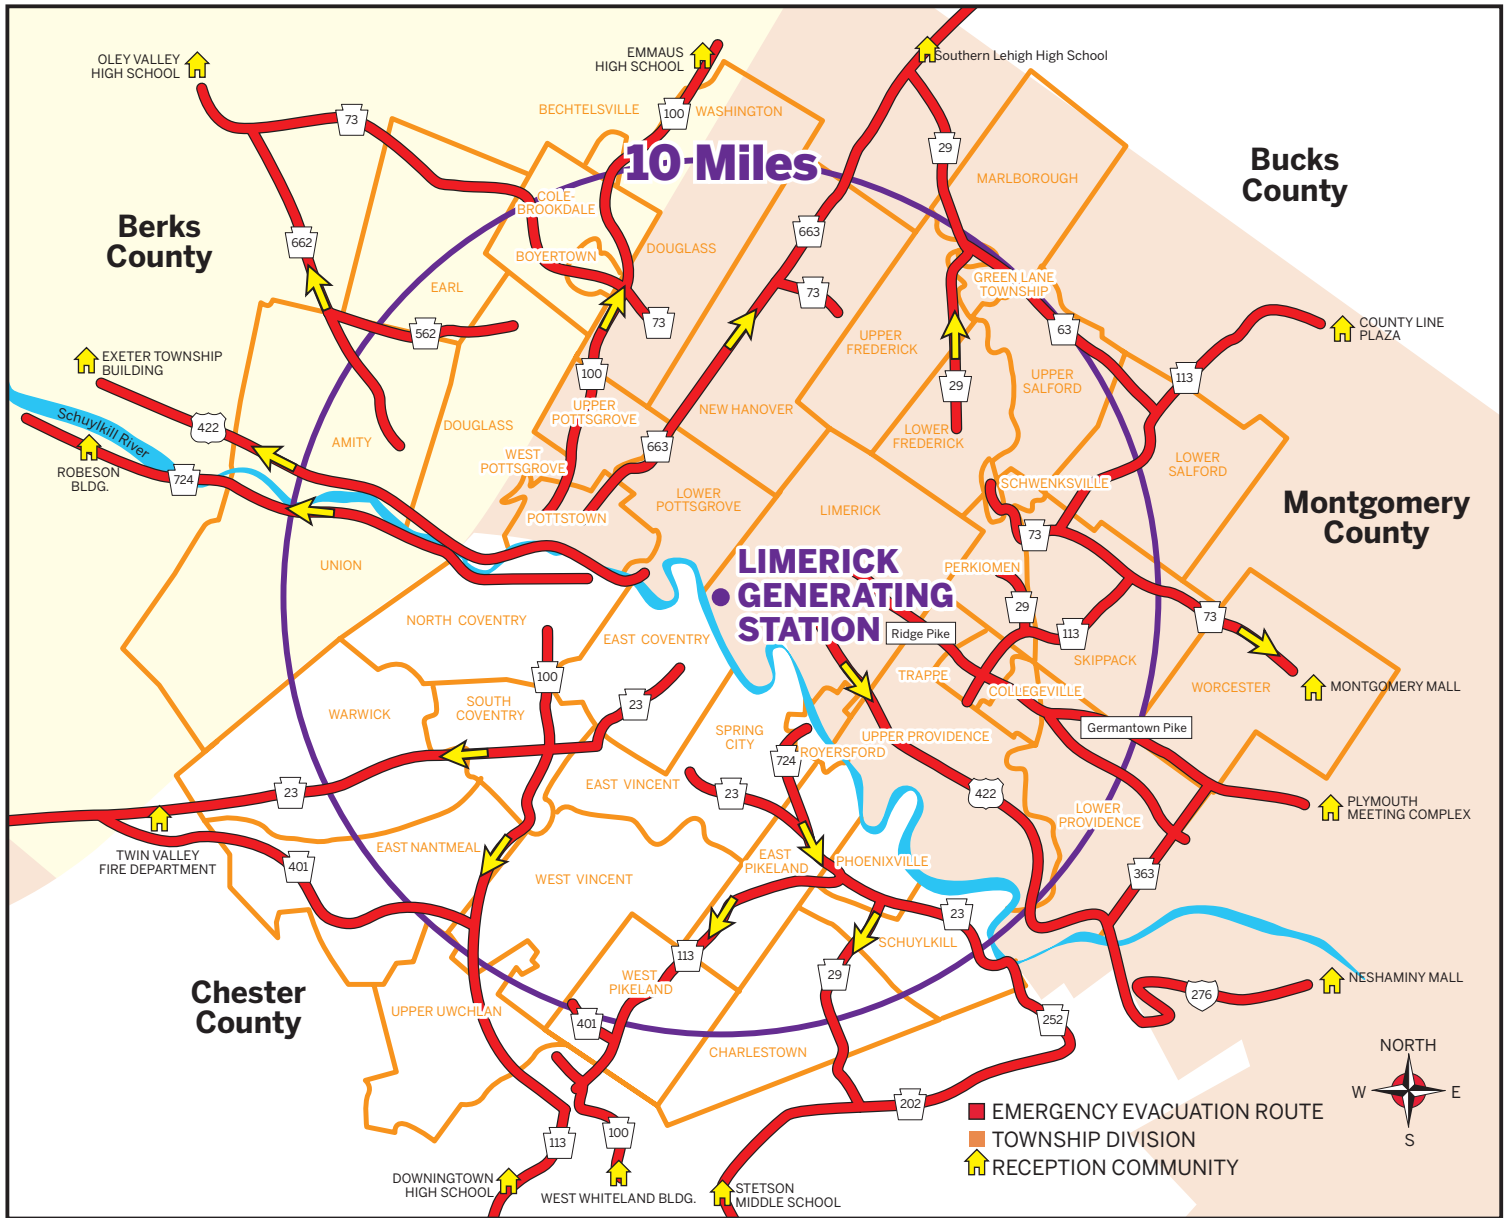 OLEY VALLEY
HIGH SCHOOL
EMMAUS
HIGH SCHOOL
Southern Lehigh High School
BECHTELSVILLE
100
WASHINGTON
73
10-Miles
29
MARLBOROUGH
Bucks
County
COLE-
BROOKDALE
Berks
County
662
BOYERTOWN
DOUGLASS
663
GREEN LANE
TOWNSHIP
EARL
73
73
562
UPPER
FREDERICK
63
COUNTY LINE
PLAZA
EXETER TOWNSHIP
BUILDING
100
29
UPPER
SALFORD
113
Schuylkill River
422
UPPER
POTTSGROVE
NEW HANOVER
DOUGLASS
AMITY
663
LOWER
FREDERICK
ROBESON
BLDG.
724
WEST
POTTSGROVE
LOWER
SALFORD
SCHWENKSVILLE
LOWER
POTTSGROVE
LIMERICK
POTTSTOWN
73
Montgomery
County
UNION
LIMERICK
GENERATING
STATION
PERKIOMEN
29
73
NORTH COVENTRY
EAST COVENTRY
Ridge Pike
113
SKIPPACK
100
TRAPPE
COLLEGEVILLE
WORCESTER
MONTGOMERY MALL
WARWICK
SOUTH
COVENTRY
23
SPRING
CITY
UPPER PROVIDENCE
Germantown Pike
ROYERSFORD
724
EAST VINCENT
23
23
422
LOWER
PROVIDENCE
PLYMOUTH
MEETING COMPLEX
TWIN VALLEY
FIRE DEPARTMENT
401
EAST NANTMEAL
WEST VINCENT
EAST
PIKELAND
PHOENIXVILLE
363
23
SCHUYLKILL
113
29
WEST
PIKELAND
NESHAMINY MALL
276
Chester
County
UPPER UWCHLAN
401
252
CHARLESTOWN
NORTH
W
E
S
202
EMERGENCY EVACUATION ROUTE
TOWNSHIP DIVISION
RECEPTION COMMUNITY
113
100
DOWNINGTOWN
HIGH SCHOOL
WEST WHITELAND BLDG.
STETSON
MIDDLE SCHOOL